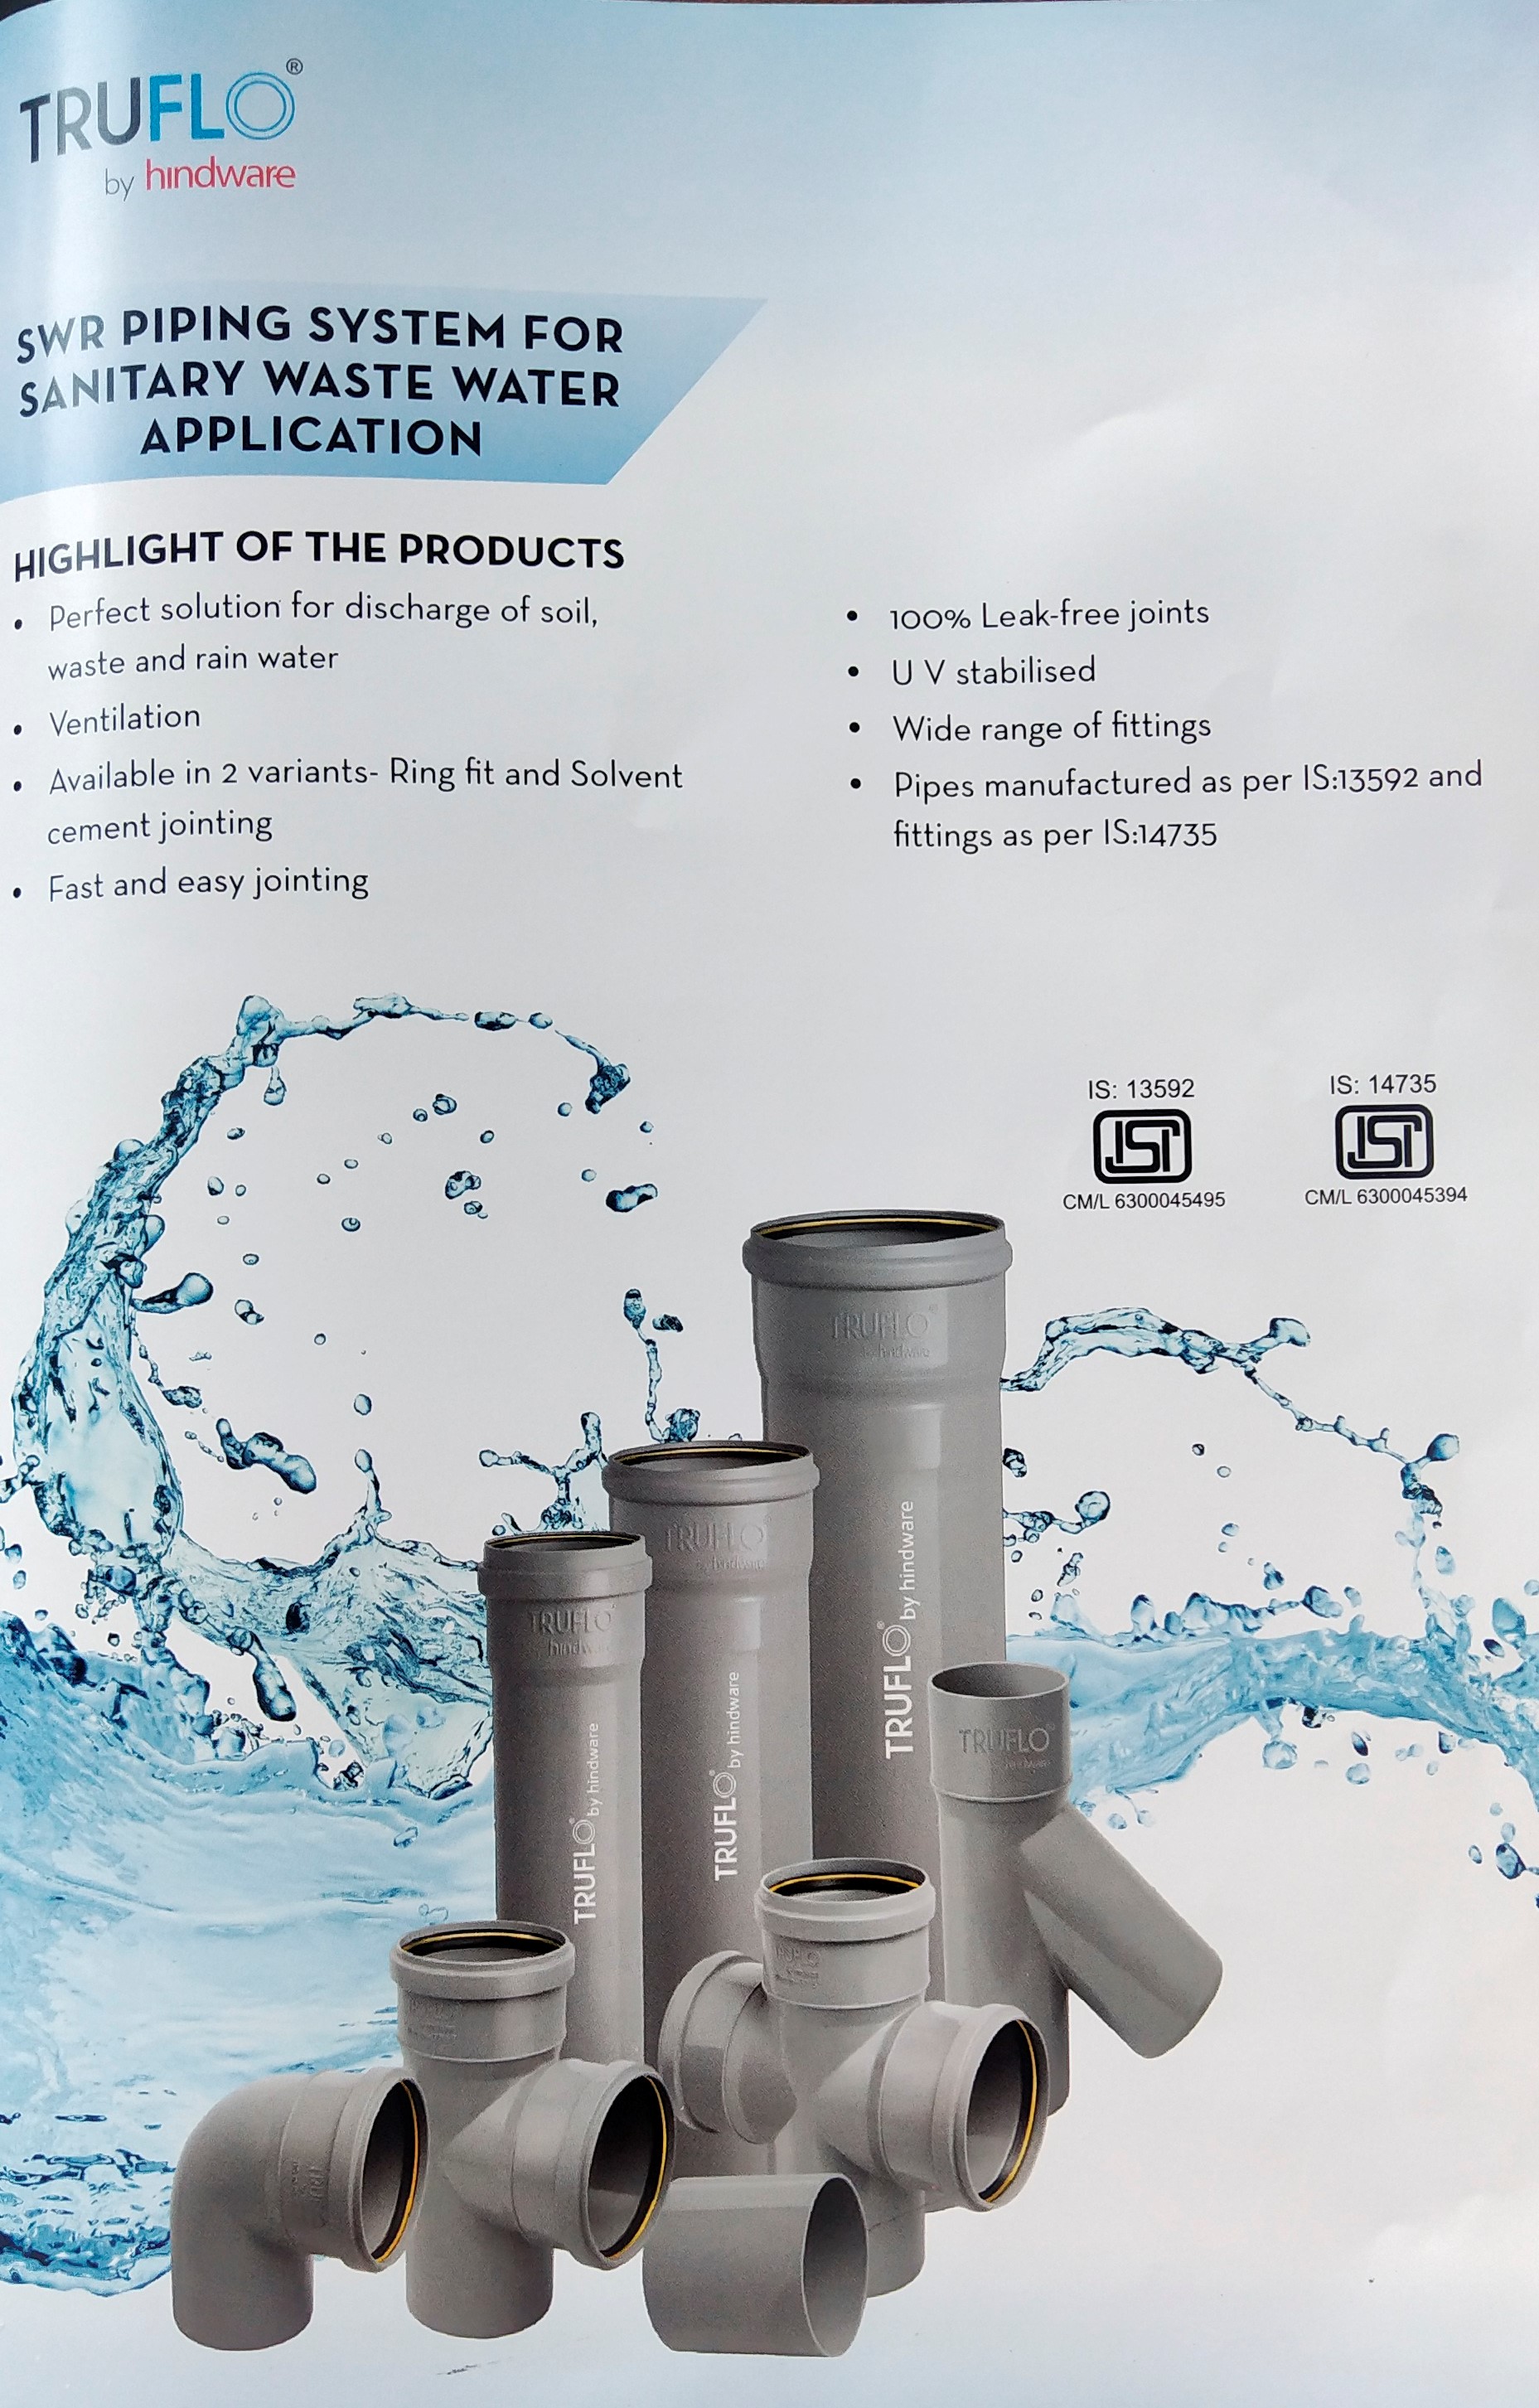 TRUFLO®
by hindware
SWR PIPING SYSTEM FOR
SANITARY WASTE WATER
APPLICATION
HIGHLIGHT OF THE PRODUCTS
• Perfect solution for discharge of soil,
waste and rain water
• Ventilation
• Available in 2 variants- Ring fit and Solvent
cement jointing
• Fast and easy jointing
• 100% Leak-free joints
• U V stabilised
• Wide range of fittings
• Pipes manufactured as per IS:13592 and
fittings as per IS:14735
IS: 13592
ISI
CM/L 6300045495
IS: 14735
ISI
CM/L 6300045394
TRUFLO
by hindware
TRUFLO® by hindware
TRUFLO
by hindware
TRUFLO® by hindware
TRUFLO
hindware
TRUFLO® by hindware
TRUFLO